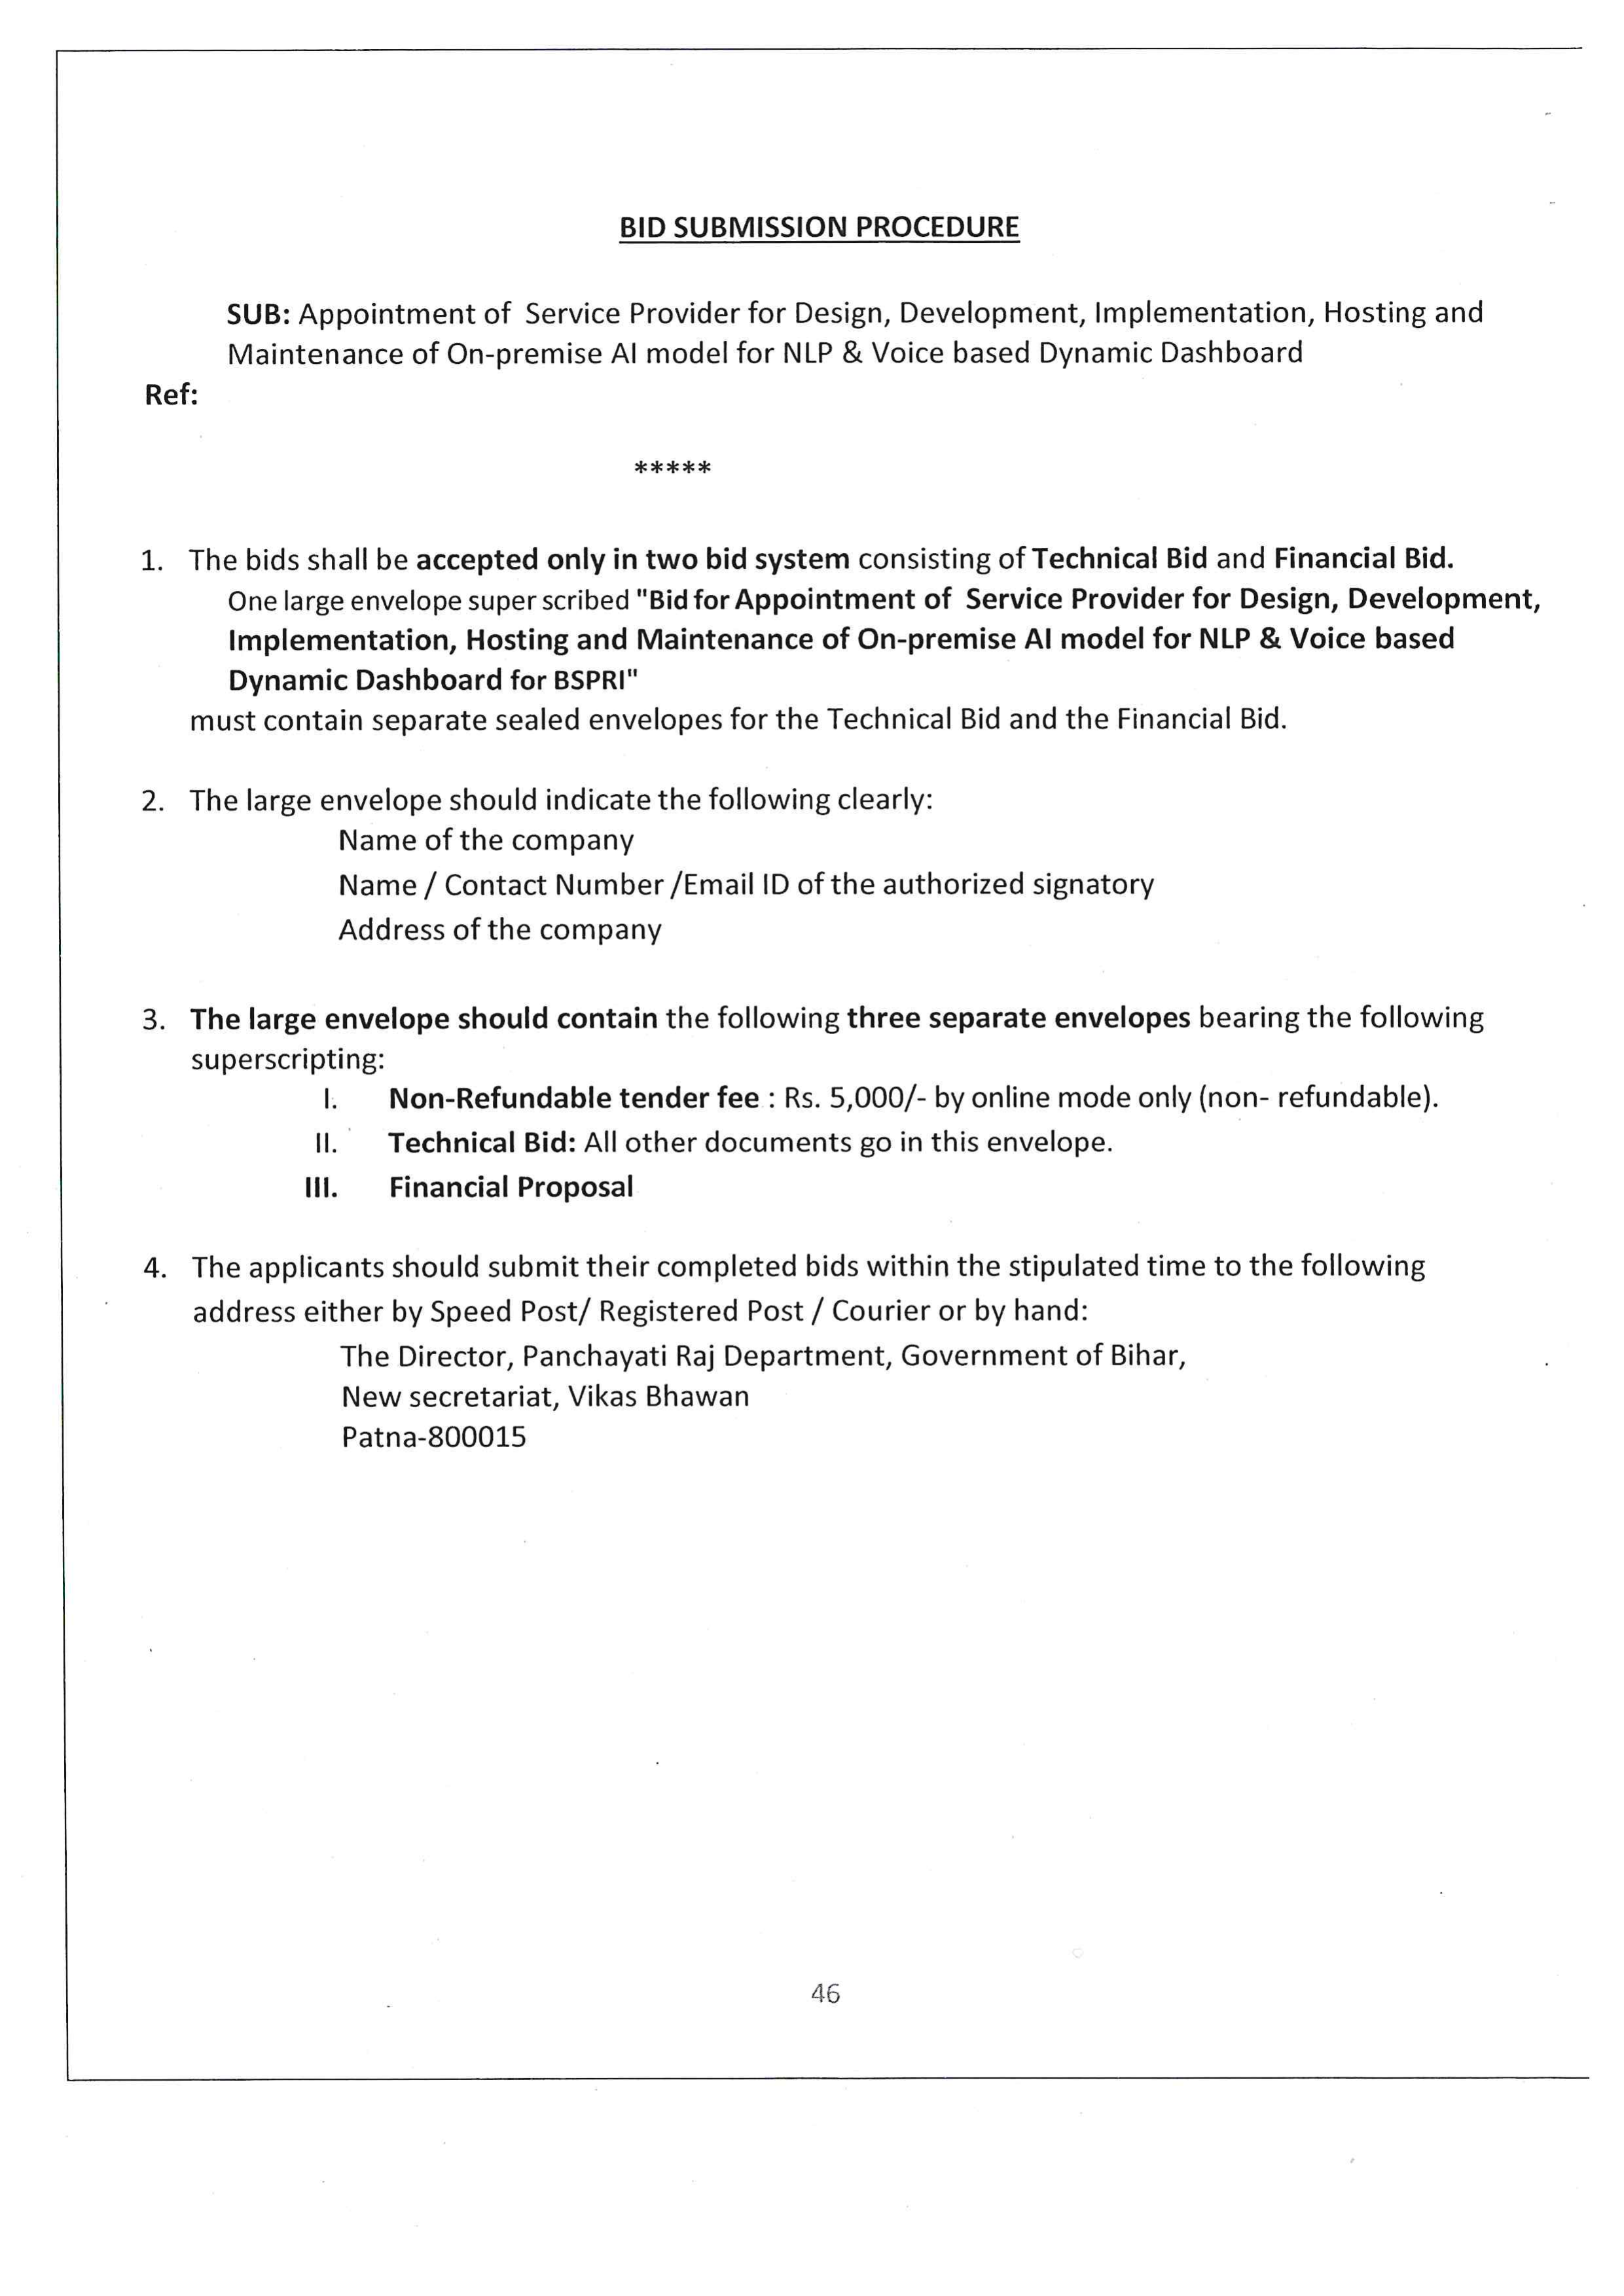 BID SUBMISSION PROCEDURE
SUB: Appointment of Service Provider for Design, Development, Implementation, Hosting and
Maintenance of On-premise AI model for NLP & Voice based Dynamic Dashboard
Ref:
*****
1. The bids shall be accepted only in two bid system consisting of Technical Bid and Financial Bid.
One large envelope super scribed "Bid for Appointment of Service Provider for Design, Development,
Implementation, Hosting and Maintenance of On-premise AI model for NLP & Voice based
Dynamic Dashboard for BSPRI"
must contain separate sealed envelopes for the Technical Bid and the Financial Bid.
2. The large envelope should indicate the following clearly:
Name of the company
Name / Contact Number /Email ID of the authorized signatory
Address of the company
3. The large envelope should contain the following three separate envelopes bearing the following
superscripting:
I. Non-Refundable tender fee : Rs. 5,000/- by online mode only (non- refundable).
II. Technical Bid: All other documents go in this envelope.
III. Financial Proposal
4. The applicants should submit their completed bids within the stipulated time to the following
address either by Speed Post/ Registered Post / Courier or by hand:
The Director, Panchayati Raj Department, Government of Bihar,
New secretariat, Vikas Bhawan
Patna-800015
46